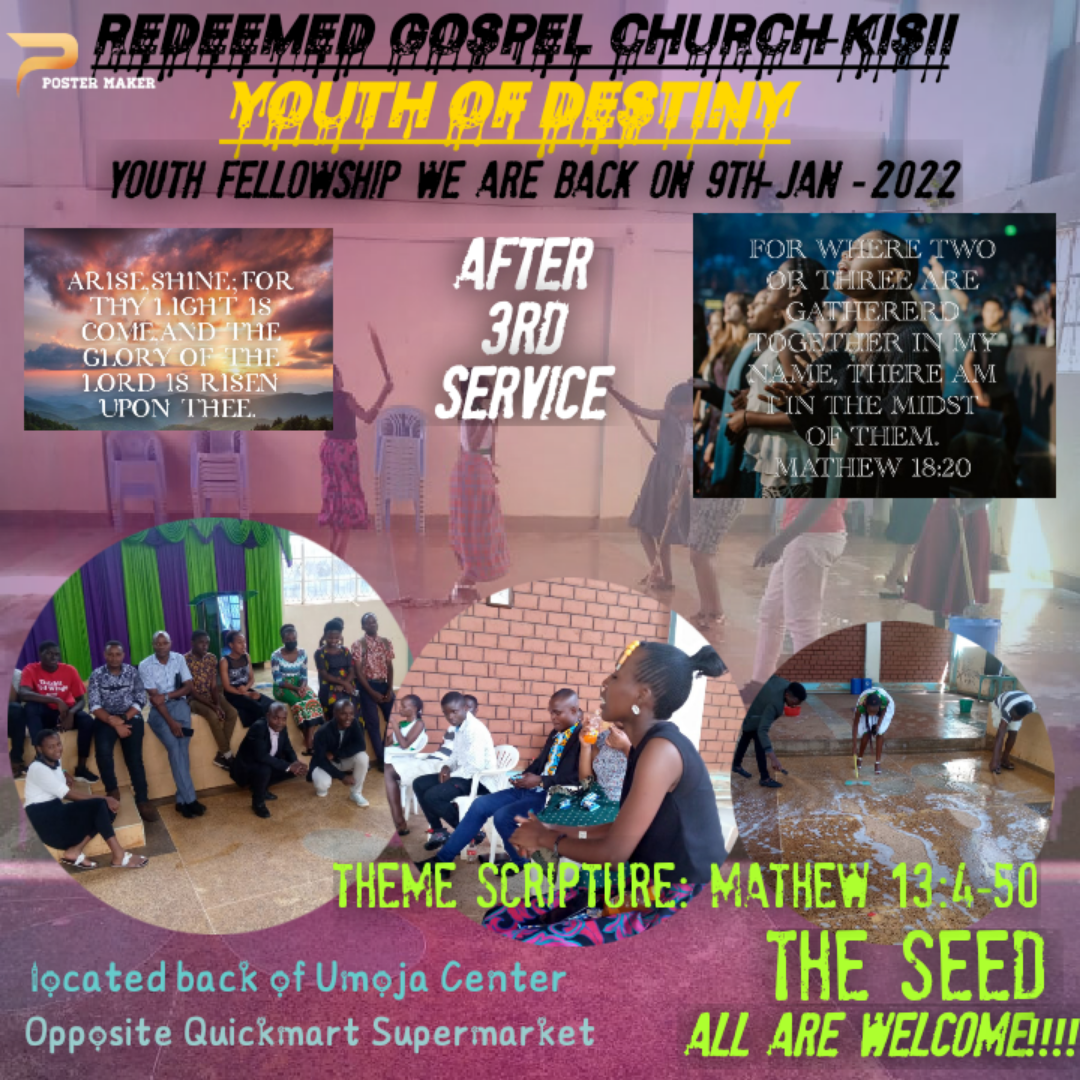 REDEEMED GOSPEL CHURCH-KISII
POSTER MAKER
YOUTH OF DESTINY
YOUTH FELLOWSHIP WE ARE BACK ON 9TH-JAN -2022
ARISE,SHINE; FOR
THY LIGHT IS
COME,AND THE
GLORY OF THE
LORD IS RISEN
UPON THEE.
AFTER
3RD
SERVICE
FOR WHERE TWO
OR THREE ARE
GATHERERD
TOGETHER IN MY
NAME, THERE AM
I IN THE MIDST
OF THEM.
MATHEW 18:20
THEME SCRIPTURE: MATHEW 13:4-50
THE SEED
located back of Umoja Center
Opposite Quickmart Supermarket
ALL ARE WELCOME!!!!